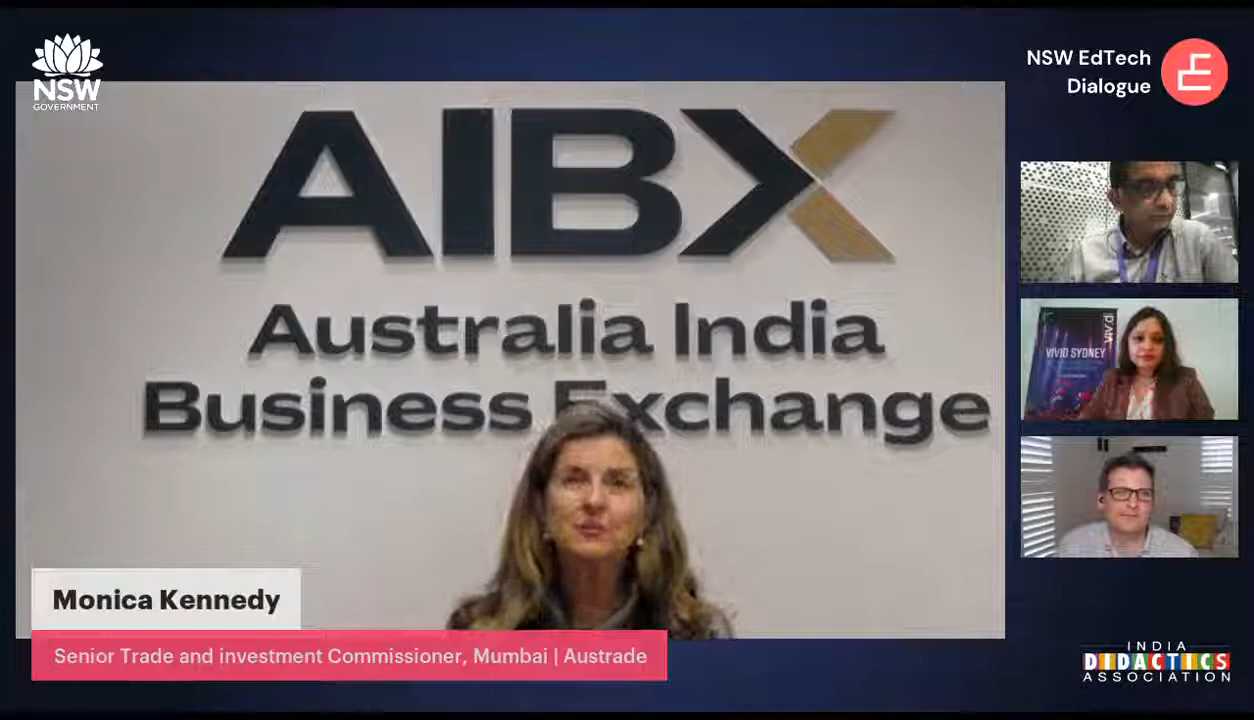 NSW
GOVERNMENT
NSW EdTech
Dialogue
AIBX
Australia India
Business Exchange
VIVID SYDNEY
Monica Kennedy
Senior Trade and investment Commissioner, Mumbai | Austrade
INDIA
DIDACTICS
ASSOCIATION